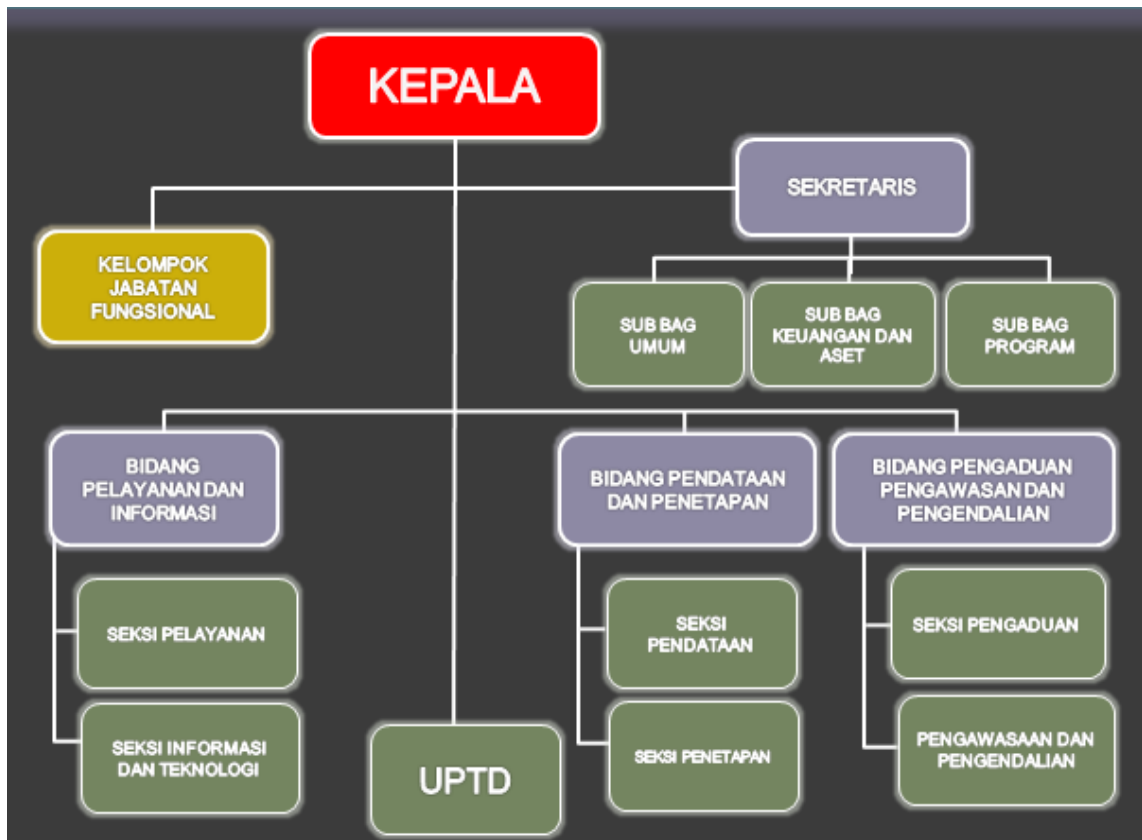 KEPALA
SEKRETARIS
KELOMPOK
JABATAN
FUNGSIONAL
SUB BAG
UMUM
SUB BAG
KEUANGAN DAN
ASET
SUB BAG
PROGRAM
BIDANG
PELAYANAN DAN
INFORMASI
BIDANG PENDATAAN
DAN PENETAPAN
BIDANG PENGADUAN
PENGAWASAN DAN
PENGENDALIAN
SEKSI PELAYANAN
SEKSI
PENDATAAN
SEKSI PENGADUAN
SEKSI INFORMASI
DAN TEKNOLOGI
UPTD
SEKSI PENETAPAN
PENGAWASAAN DAN
PENGENDALIAN